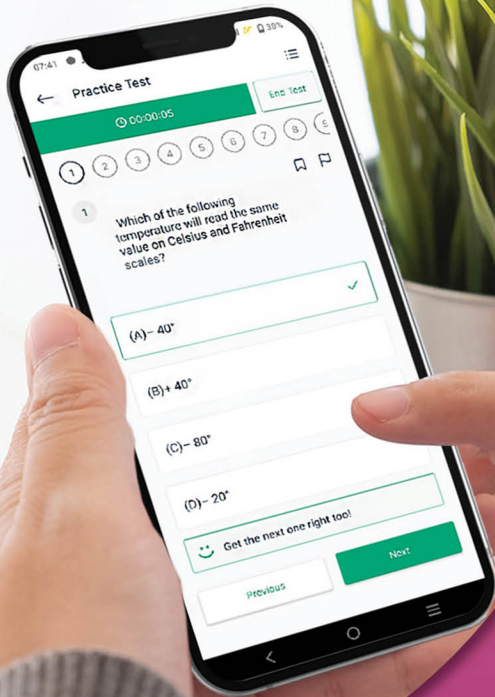 07:41 30%
Practice Test
00:00:05 End Test
1 2 3 4 5 6 7 8 9
1
Which of the following
temperature will read the same
value on Celsius and Fahrenheit
scales?
(A)− 40°
(B)+ 40°
(C)− 80°
(D)− 20°
Get the next one right too!
Previous Next